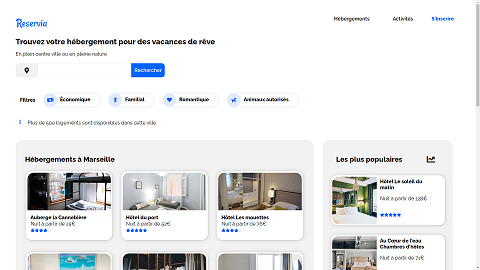 Reservia
Hébergements
Activités
S'inscrire
Trouvez votre hébergement pour des vacances de rêve
En plein centre ville ou en pleine nature
Rechercher
Filtres
Économique
Familial
Romantique
Animaux autorisés
Plus de 500 logements sont disponibles dans cette ville
Hébergements à Marseille
Auberge la Cannebière
Nuit à partir de 25€
Hôtel du port
Nuit à partir de 52€
Hôtel Les mouettes
Nuit à partir de 76€
Les plus populaires
Hôtel Le soleil du
matin
Nuit à partir de 128€
Au Cœur de l'eau
Chambres d'hôtes
Nuit à partir de 71€